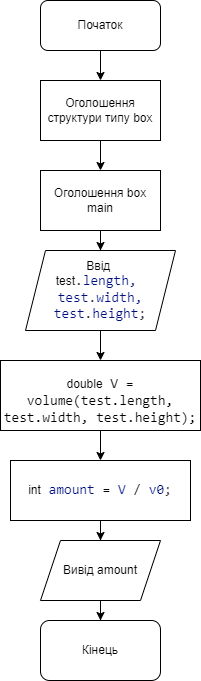 Початок
Оголошення
структури типу box
Оголошення box
main
Ввід
test.length,
test.width,
test.height;
double V =
volume(test.length,
test.width, test.height);
int amount = V / v0;
Вивід amount
Кінець